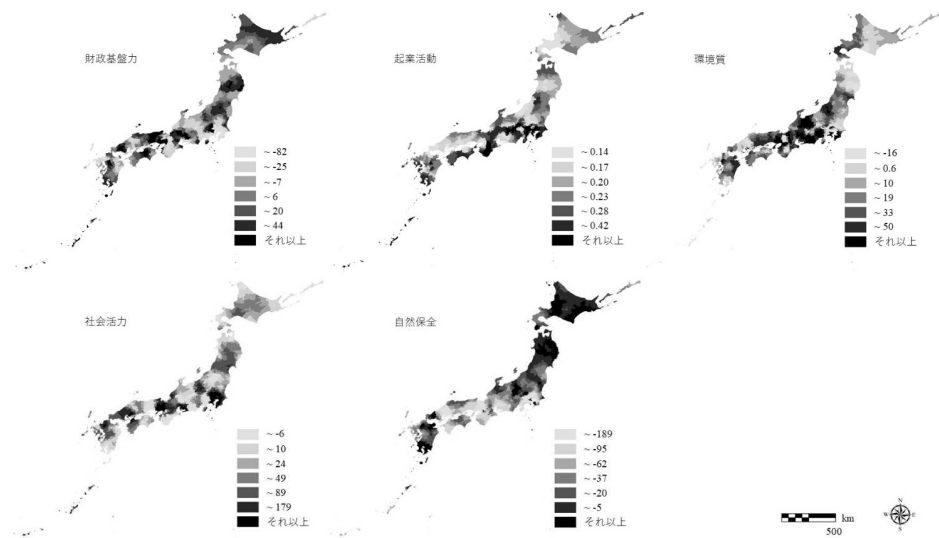 財政基盤力
~ -82
~ -25
~ -7
~ 6
~ 20
~ 44
それ以上
起業活動
~ 0.14
~ 0.17
~ 0.20
~ 0.23
~ 0.28
~ 0.42
それ以上
環境質
~ -16
~ 0.6
~ 10
~ 19
~ 33
~ 50
それ以上
社会活力
~ -6
~ 10
~ 24
~ 49
~ 89
~ 179
それ以上
自然保全
~ -189
~ -95
~ -62
~ -37
~ -20
~ -5
それ以上
km
500
N
W E
S